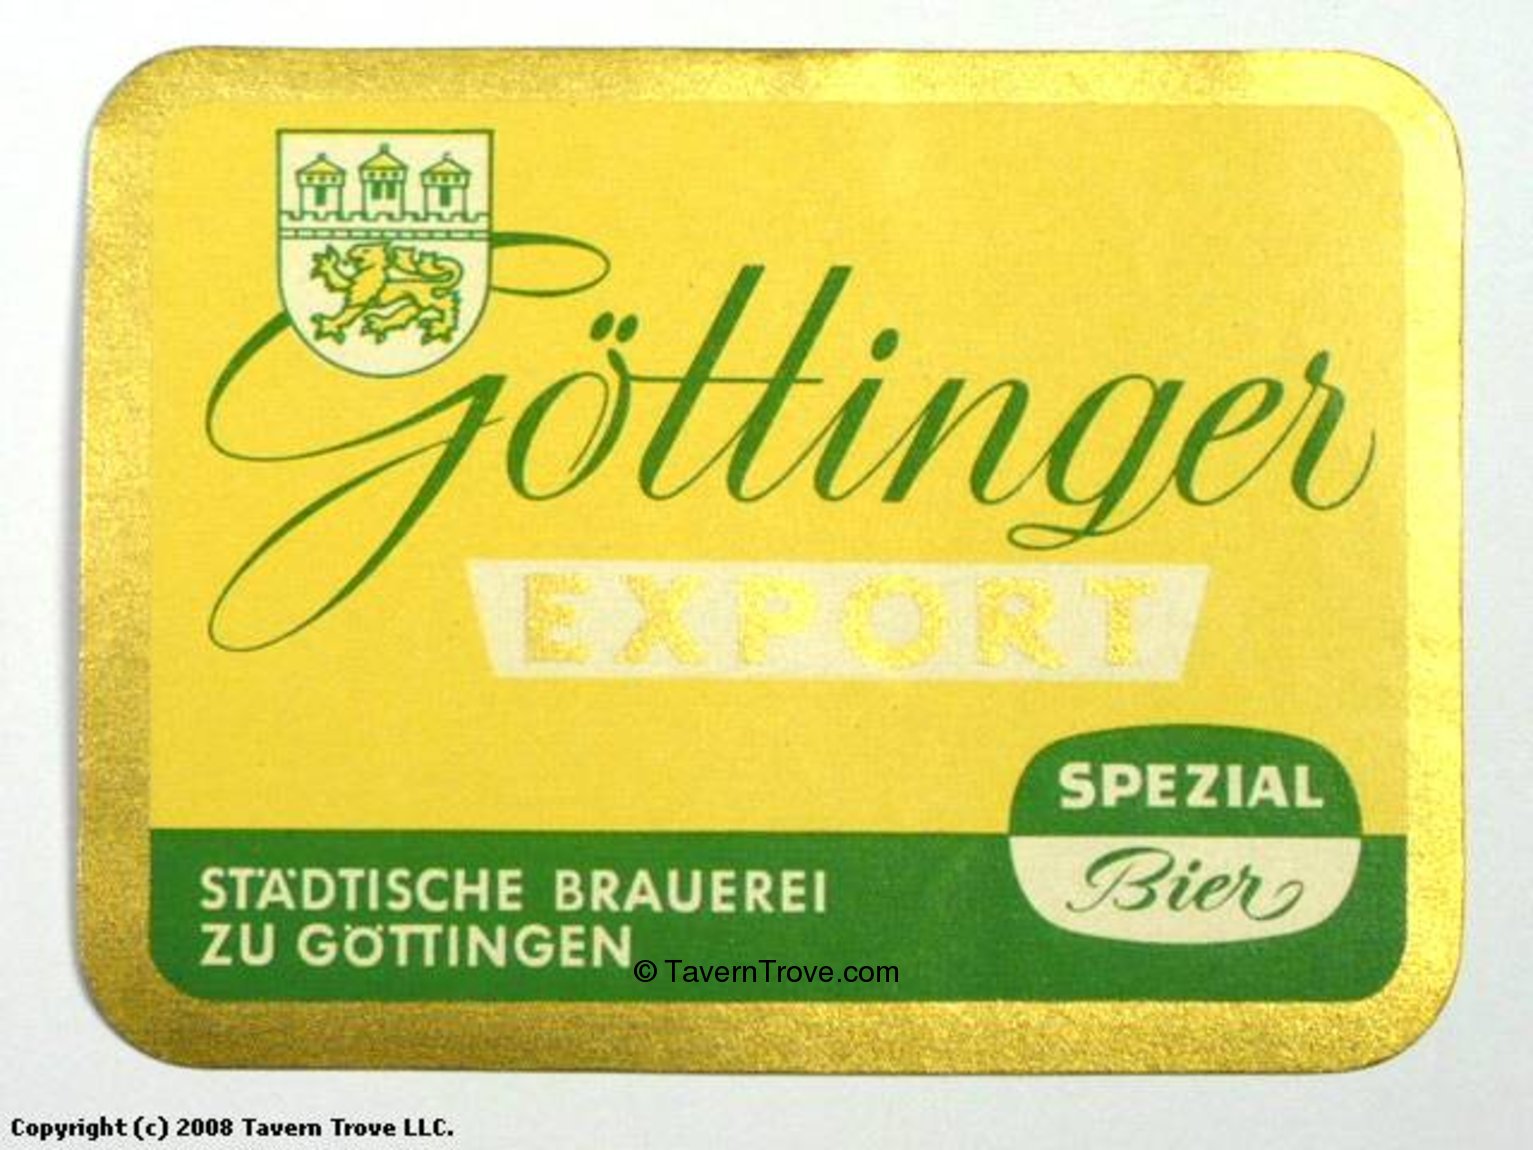 Göttinger
EXPORT
SPEZIAL
Bier
STÄDTISCHE BRAUEREI
ZU GÖTTINGEN
© TavernTrove.com
Copyright (c) 2008 Tavern Trove LLC.